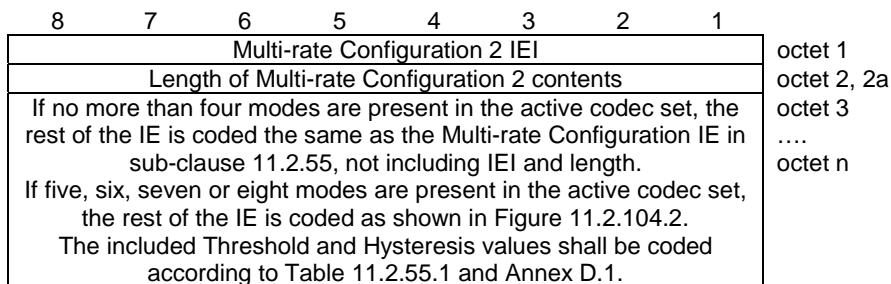 8 7 6 5 4 3 2 1
Multi-rate Configuration 2 IEI octet 1
Length of Multi-rate Configuration 2 contents octet 2, 2a
If no more than four modes are present in the active codec set, the octet 3
rest of the IE is coded the same as the Multi-rate Configuration IE in ....
sub-clause 11.2.55, not including IEI and length. octet n
If five, six, seven or eight modes are present in the active codec set,
the rest of the IE is coded as shown in Figure 11.2.104.2.
The included Threshold and Hysteresis values shall be coded
according to Table 11.2.55.1 and Annex D.1.